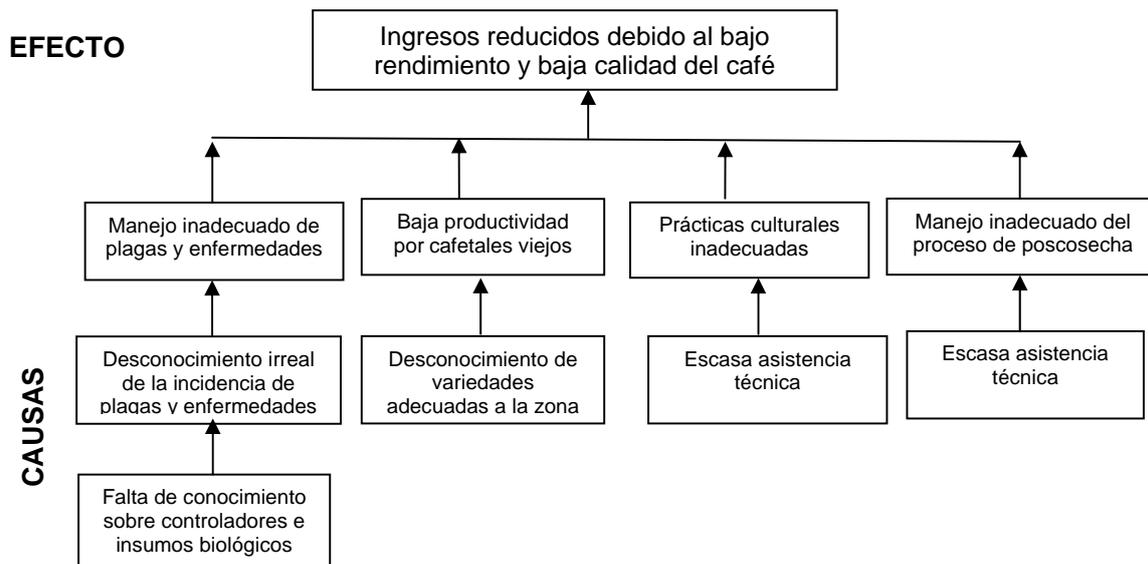 EFECTO
Ingresos reducidos debido al bajo
rendimiento y baja calidad del café
Manejo inadecuado de
plagas y enfermedades
Baja productividad
por cafetales viejos
Prácticas culturales
inadecuadas
Manejo inadecuado del
proceso de poscosecha
CAUSAS
Desconocimiento irreal
de la incidencia de
plagas y enfermedades
Desconocimiento de
variedades
adecuadas a la zona
Escasa asistencia
técnica
Escasa asistencia
técnica
Falta de conocimiento
sobre controladores e
insumos biológicos